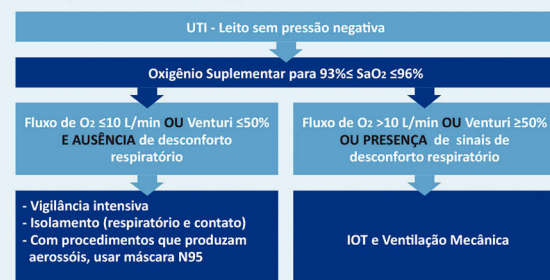 UTI - Leito sem pressão negativa
Oxigênio Suplementar para 93%≤ SaO₂ ≤96%
Fluxo de O₂ ≤10 L/min OU Venturi ≤50%
E AUSÊNCIA de desconforto
respiratório
Fluxo de O₂ >10 L/min OU Venturi ≥50%
OU PRESENÇA de sinais de
desconforto respiratório
- Vigilância intensiva
- Isolamento (respiratório e contato)
- Com procedimentos que produzam
aerossóis, usar máscara N95
IOT e Ventilação Mecânica